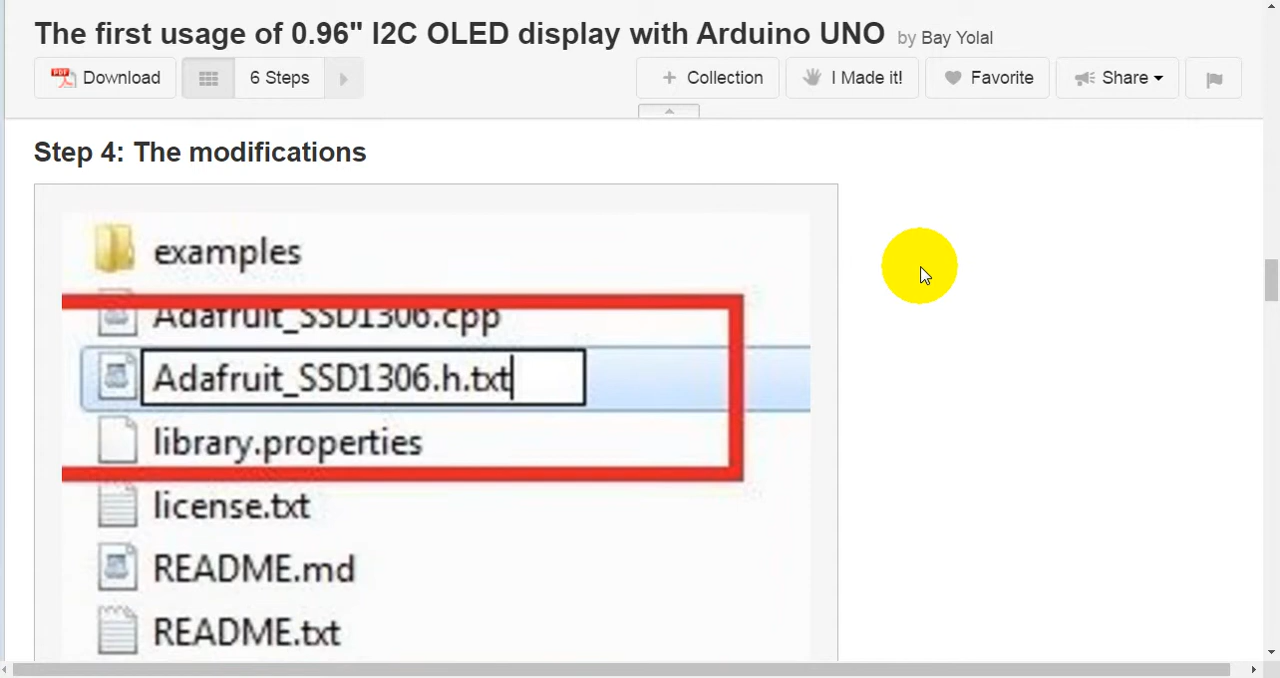 The first usage of 0.96" I2C OLED display with Arduino UNO by Bay Yolal
PDF Download 6 Steps + Collection I Made it! Favorite Share
Step 4: The modifications
examples
Adafruit_SSD1306.cpp
Adafruit_SSD1306.h.txt
library.properties
license.txt
README.md
README.txt